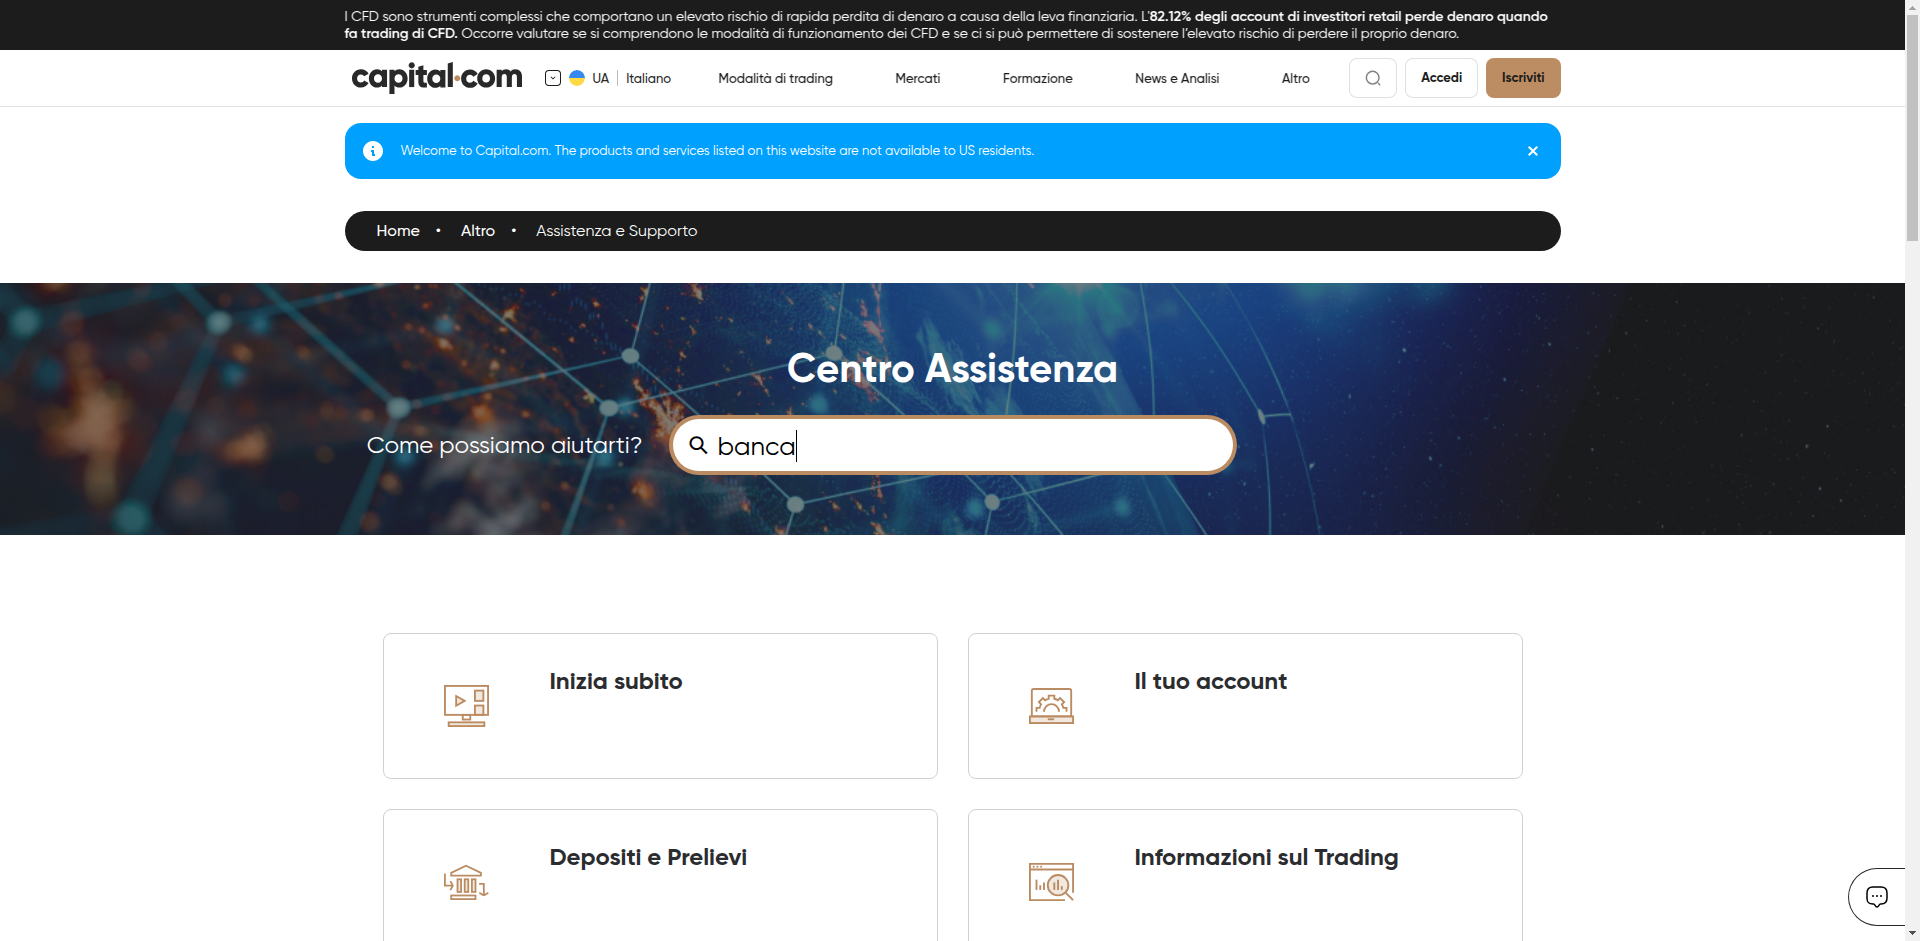 I CFD sono strumenti complessi che comportano un elevato rischio di rapida perdita di denaro a causa della leva finanziaria. L'82.12% degli account di investitori retail perde denaro quando
fa trading di CFD. Occorre valutare se si comprendono le modalità di funzionamento dei CFD e se ci si può permettere di sostenere l'elevato rischio di perdere il proprio denaro.
capital.com UA Italiano Modalità di trading Mercati Formazione News e Analisi Altro Accedi Iscriviti
Welcome to Capital.com. The products and services listed on this website are not available to US residents.
Home • Altro • Assistenza e Supporto
Centro Assistenza
Come possiamo aiutarti? banca
Inizia subito
Il tuo account
Depositi e Prelievi
Informazioni sul Trading